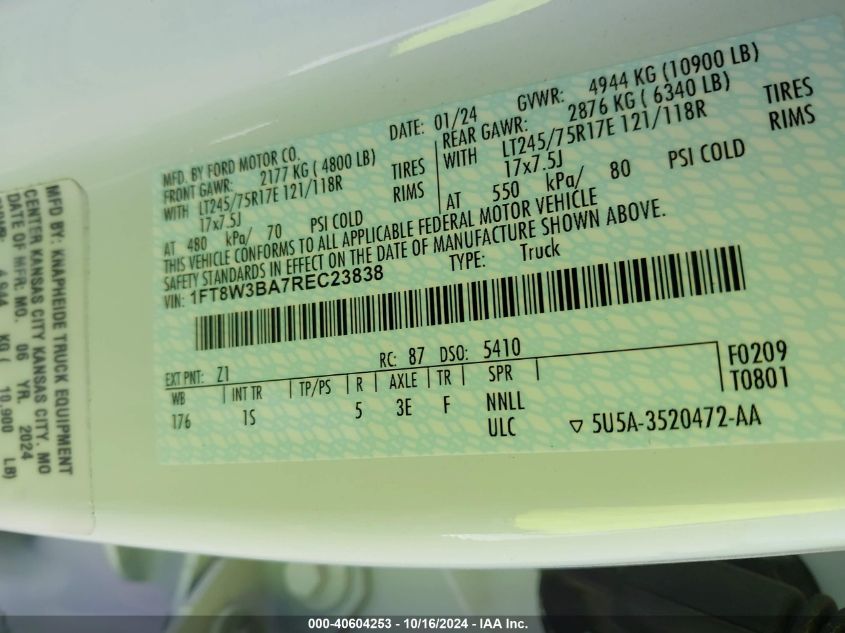 MFD. BY FORD MOTOR CO.
DATE: 01/24 GVWR: 4944 KG (10900 LB)
FRONT GAWR: 2177 KG ( 4800 LB)
REAR GAWR: 2876 KG ( 6340 LB)
WITH LT245/75R17E 121/118R TIRES
WITH LT245/75R17E 121/118R TIRES
17x7.5J RIMS
17x7.5J RIMS
AT 480 kPa/ 70 PSI COLD
AT 550 kPa/ 80 PSI COLD
THIS VEHICLE CONFORMS TO ALL APPLICABLE FEDERAL MOTOR VEHICLE
SAFETY STANDARDS IN EFFECT ON THE DATE OF MANUFACTURE SHOWN ABOVE.
VIN: 1FT8W3BA7REC23838 TYPE: Truck
EXT PNT: Z1 RC: 87 DSO: 5410
WB INT TR TP/PS R AXLE TR SPR F0209
176 1S 5 3E F NNLL T0801
ULC 5U5A-3520472-AA
MFG BY: KNAPHEIDE TRUCK EQUIPMENT
CENTER KANSAS CITY KANSAS CITY, MO
DATE OF MFR: MO. 06 YR. 2024
GVWR: 4,944 KG ( 10,900 LB)
000-40604253 - 10/16/2024 - IAA Inc.